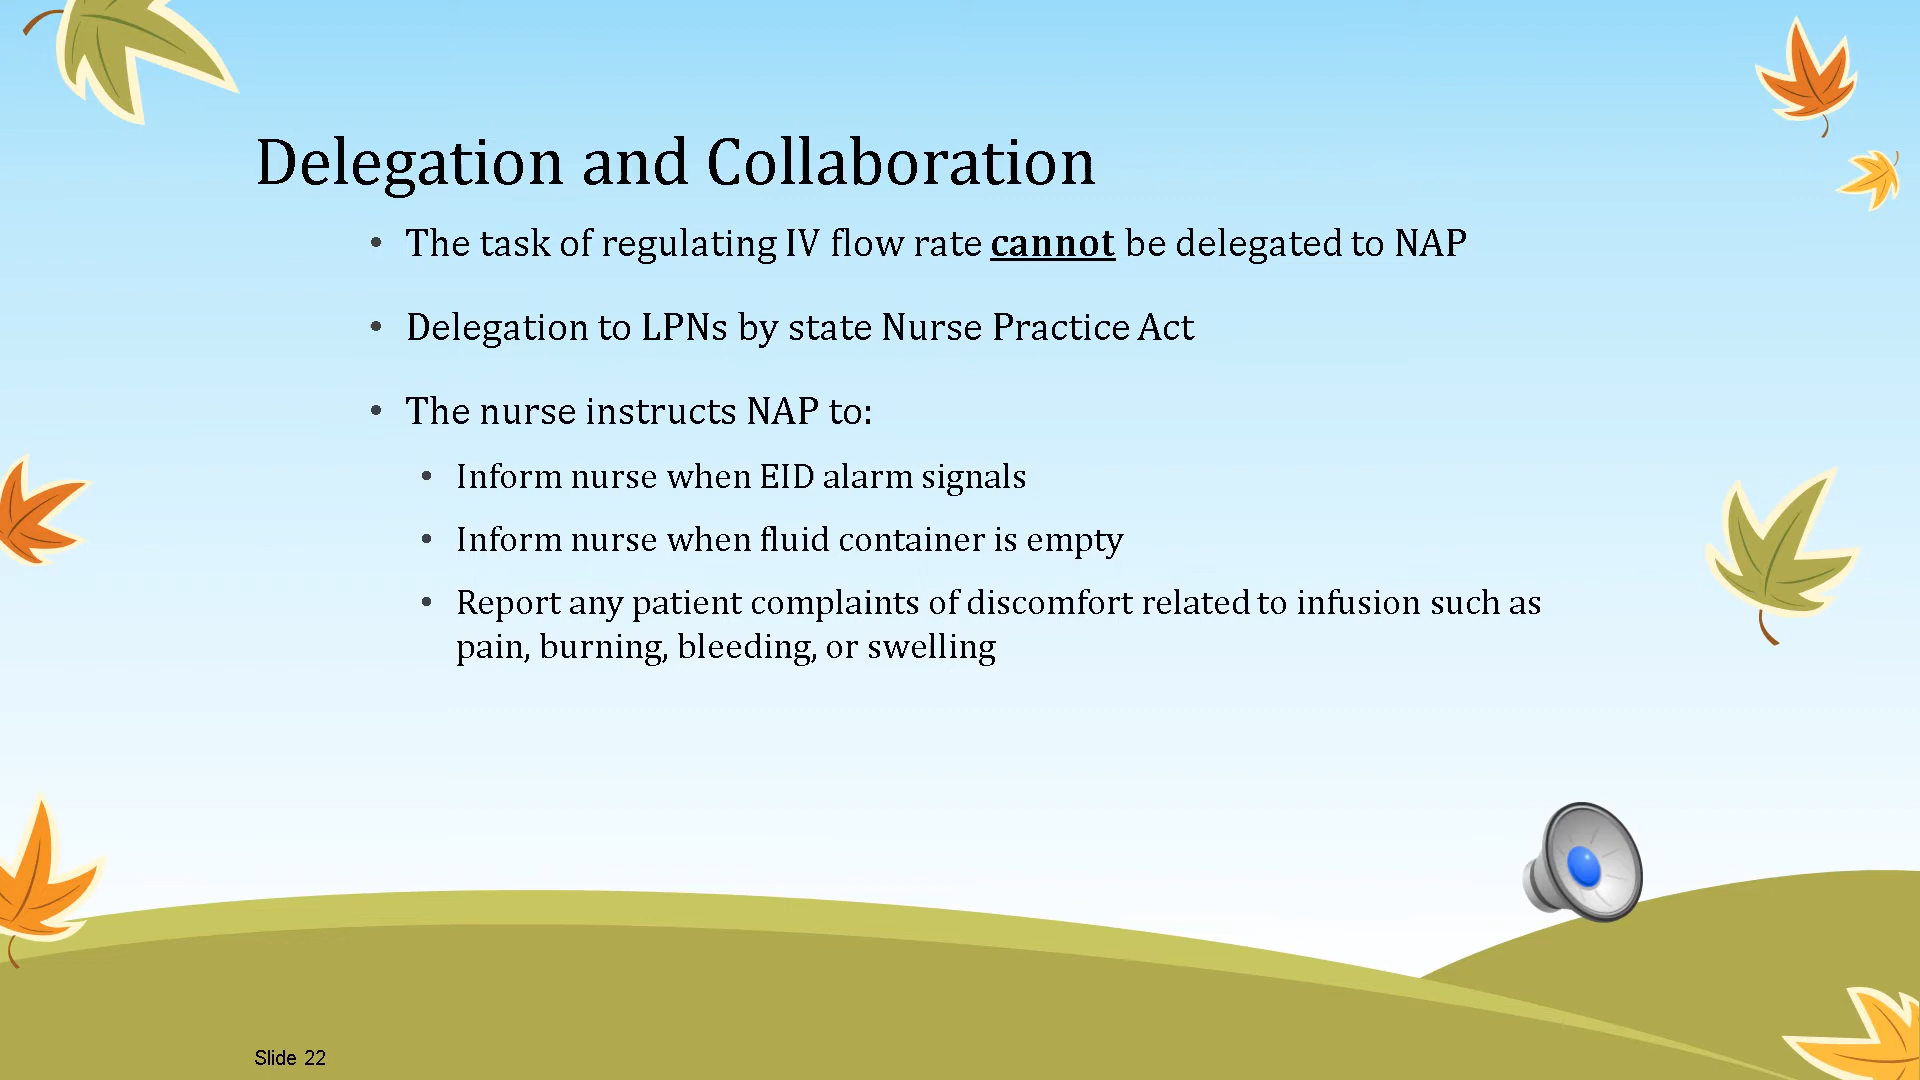 Delegation and Collaboration
• The task of regulating IV flow rate cannot be delegated to NAP
• Delegation to LPNs by state Nurse Practice Act
• The nurse instructs NAP to:
• Inform nurse when EID alarm signals
• Inform nurse when fluid container is empty
• Report any patient complaints of discomfort related to infusion such as
pain, burning, bleeding, or swelling
Slide 22